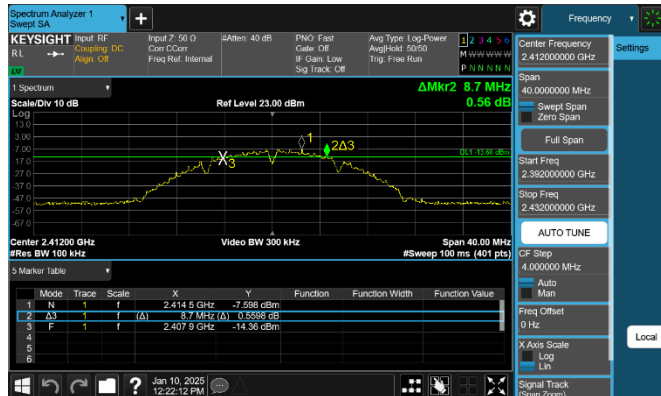 Spectrum Analyzer 1
Swept SA
+
Frequency
KEYSIGHT
Input: RF
Input Z: 50 Ω
#Atten: 40 dB
PNO: Fast
Avg Type: Log-Power
1 2 3 4 5 6
RL
Coupling: DC
Corr CCorr
Gate: Off
Avg|Hold: 50/50
M W W W W W
Align: Off
Freq Ref: Internal
IF Gain: Low
Trig: Free Run
Sig Track: Off
P N N N N N
1 Spectrum
ΔMkr2 8.7 MHz
Scale/Div 10 dB
Ref Level 23.00 dBm
0.56 dB
Log
13.0
3.00
1
-7.00
2Δ3
DL1 -13.60 dBm
-17.0
3
-27.0
-37.0
-47.0
-57.0
-67.0
Center 2.41200 GHz
Video BW 300 kHz
Span 40.00 MHz
#Res BW 100 kHz
#Sweep 100 ms (401 pts)
5 Marker Table
Mode Trace Scale X Y Function Function Width Function Value
1 N 1 f 2.414 5 GHz -7.598 dBm
2 Δ3 1 f (Δ) 8.7 MHz (Δ) 0.5598 dB
3 F 1 f 2.407 9 GHz -14.36 dBm
4
5
6
?
Jan 10, 2025
12:22:12 PM
Center Frequency
2.412000000 GHz
Settings
Span
40.0000000 MHz
Swept Span
Zero Span
Full Span
Start Freq
2.392000000 GHz
Stop Freq
2.432000000 GHz
AUTO TUNE
CF Step
4.000000 MHz
Auto
Man
Freq Offset
0 Hz
X Axis Scale
Log
Lin
Local
Signal Track
(Span Zoom)